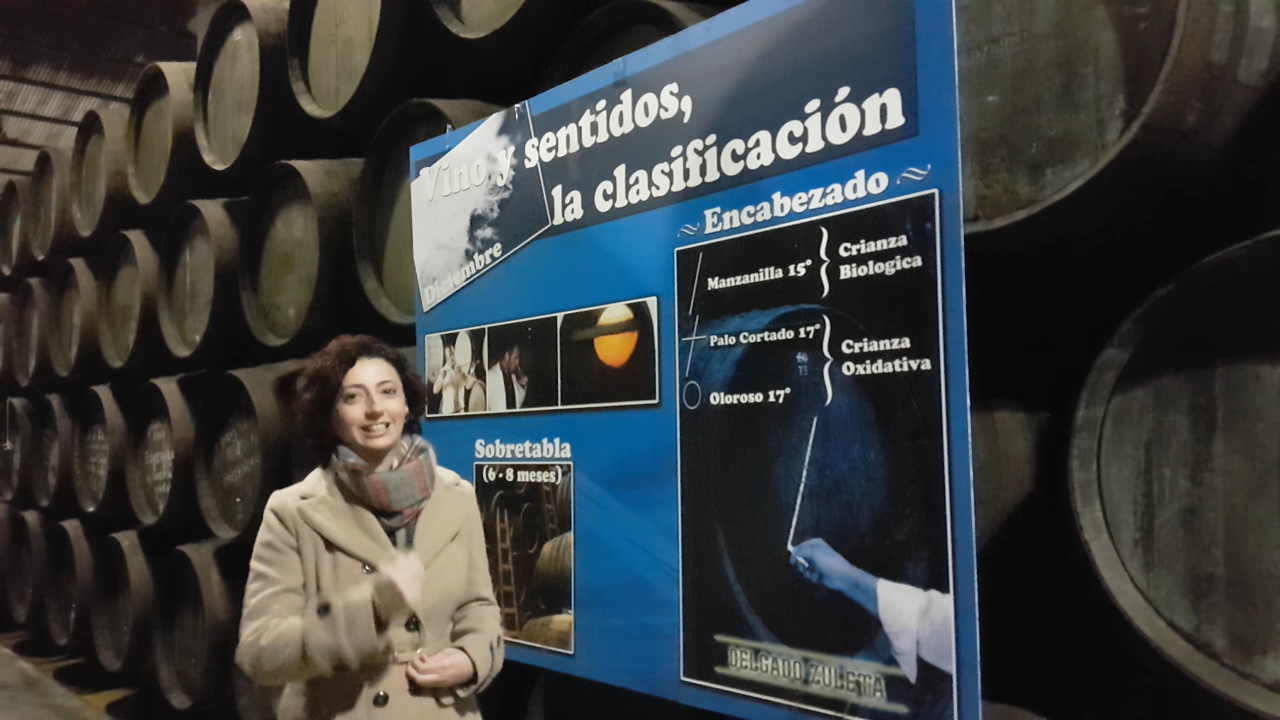 Vino y sentidos,
la clasificación
Diciembre
~ Encabezado ~
Manzanilla 15°
Crianza
Biologica
Palo Cortado 17°
Crianza
Oxidativa
Oloroso 17°
Sobretabla
(6 - 8 meses)
DELGADO ZULETA